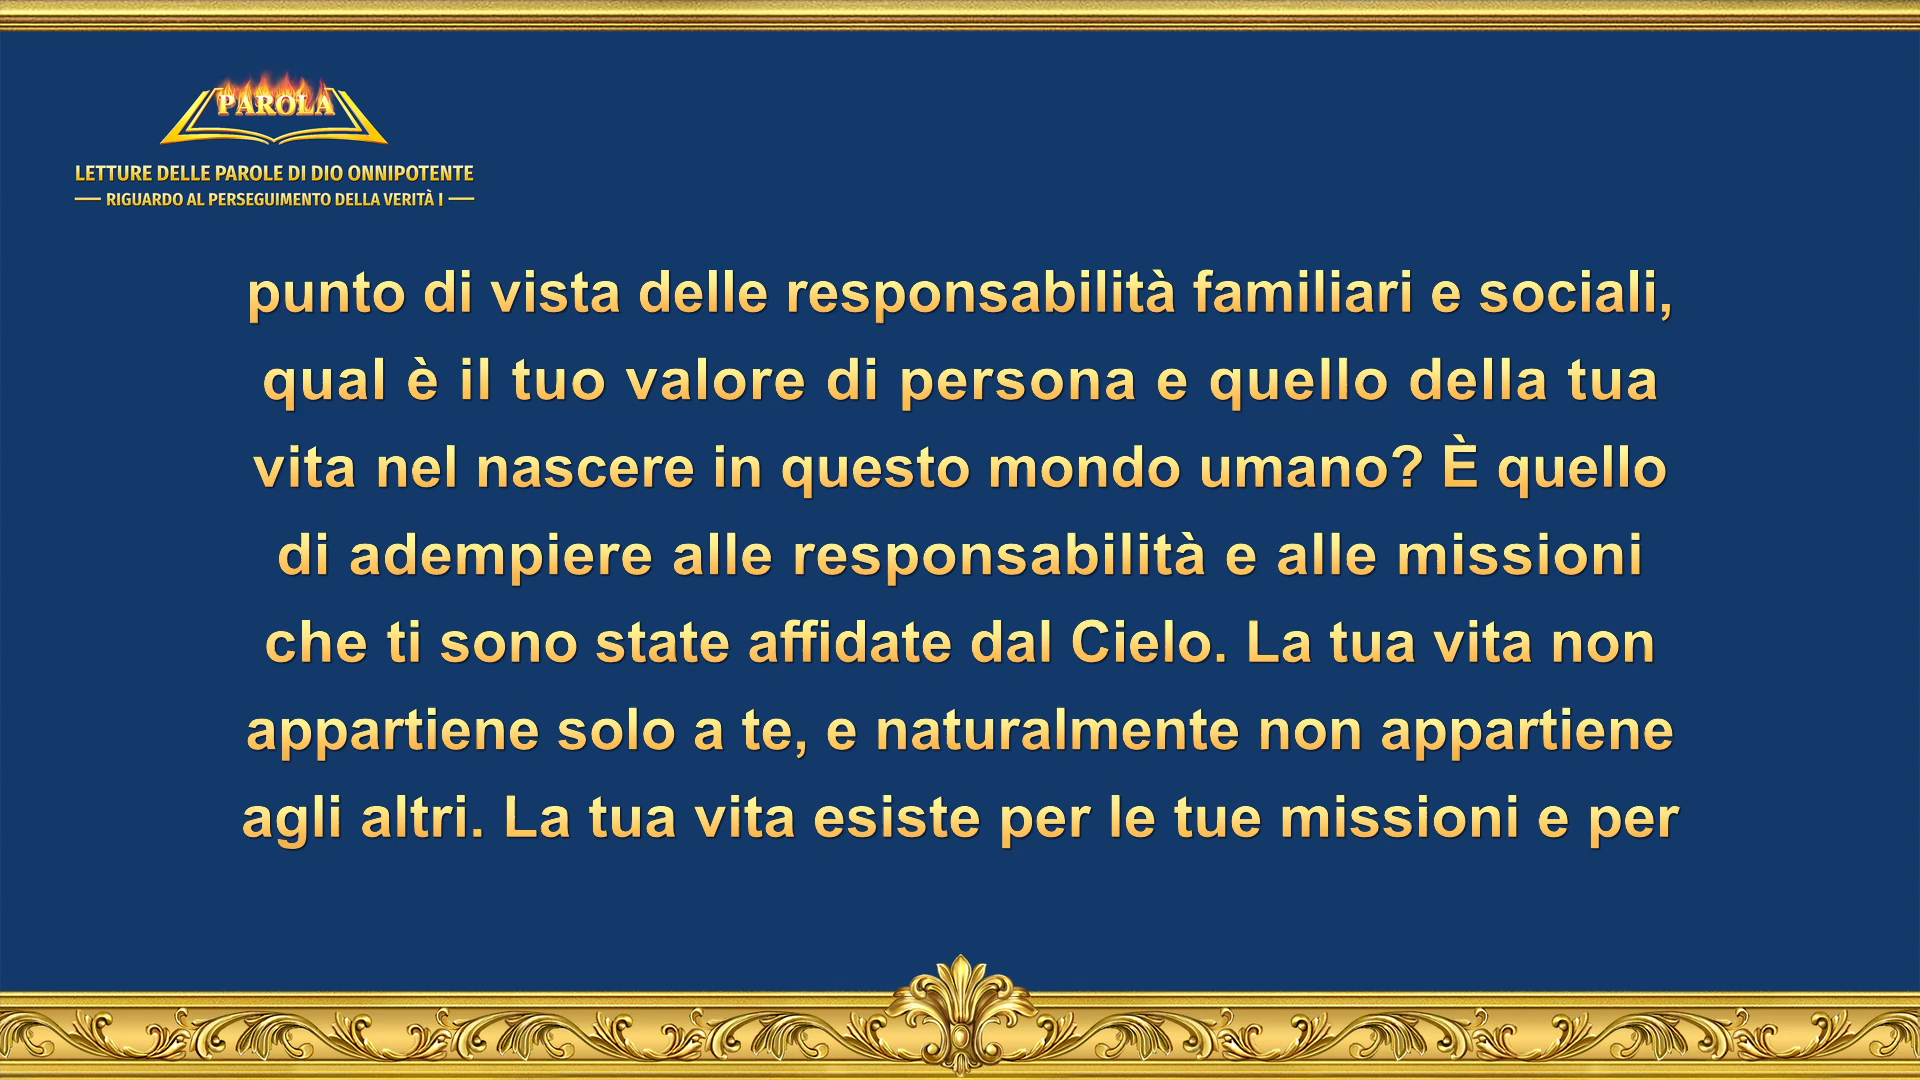 PAROLA
LETTURE DELLE PAROLE DI DIO ONNIPOTENTE
RIGUARDO AL PERSEGUIMENTO DELLA VERITÀ I
punto di vista delle responsabilità familiari e sociali,
qual è il tuo valore di persona e quello della tua
vita nel nascere in questo mondo umano? È quello
di adempiere alle responsabilità e alle missioni
che ti sono state affidate dal Cielo. La tua vita non
appartiene solo a te, e naturalmente non appartiene
agli altri. La tua vita esiste per le tue missioni e per